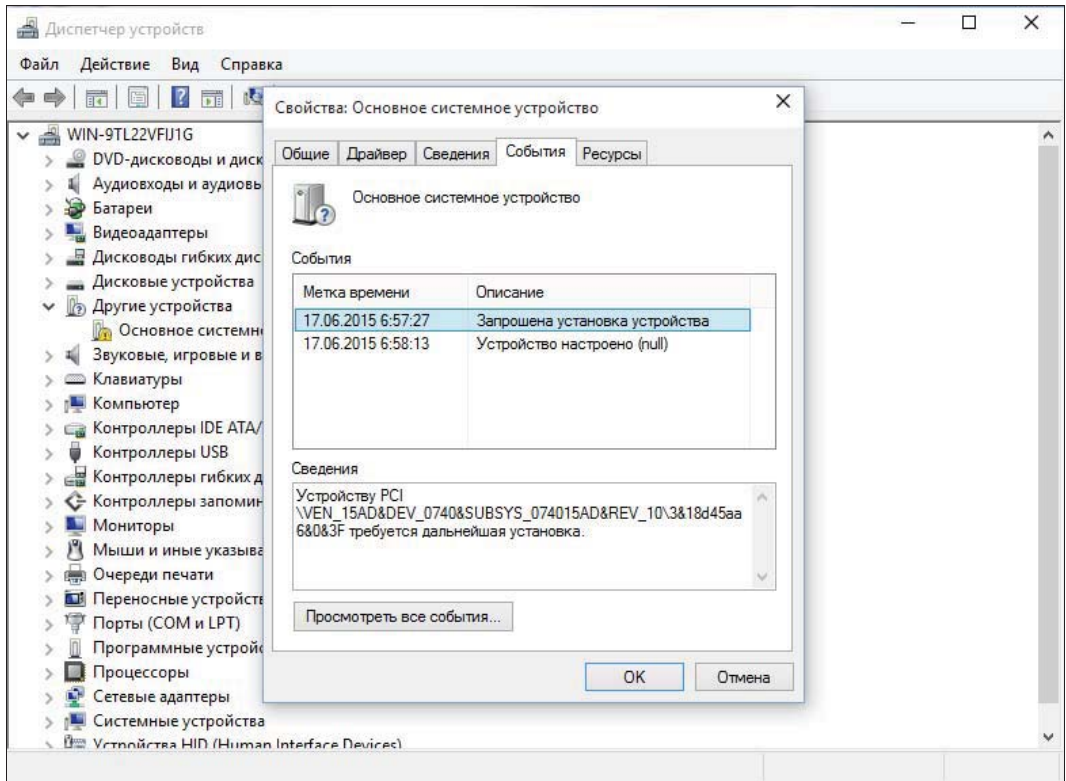 Диспетчер устройств
Файл Действие Вид Справка
WIN-9TL22VFIJ1G
DVD-дисководы и диск
Аудиовходы и аудиовь
Батареи
Видеоадаптеры
Дисководы гибких дис
Дисковые устройства
Другие устройства
Основное системн
Звуковые, игровые и в
Клавиатуры
Компьютер
Контроллеры IDE ATA/
Контроллеры USB
Контроллеры гибких д
Контроллеры запомин
Мониторы
Мыши и иные указыва
Очереди печати
Переносные устройств
Порты (COM и LPT)
Программные устройс
Процессоры
Сетевые адаптеры
Системные устройства
Устройства HID (Human Interface Devices)
Свойства: Основное системное устройство
Общие Драйвер Сведения События Ресурсы
Основное системное устройство
События
Метка времени Описание
17.06.2015 6:57:27 Запрошена установка устройства
17.06.2015 6:58:13 Устройство настроено (null)
Сведения
Устройству PCI
\VEN_15AD&DEV_0740&SUBSYS_074015AD&REV_10\3&18d45aa
6&0&3F требуется дальнейшая установка.
Просмотреть все события...
OK Отмена